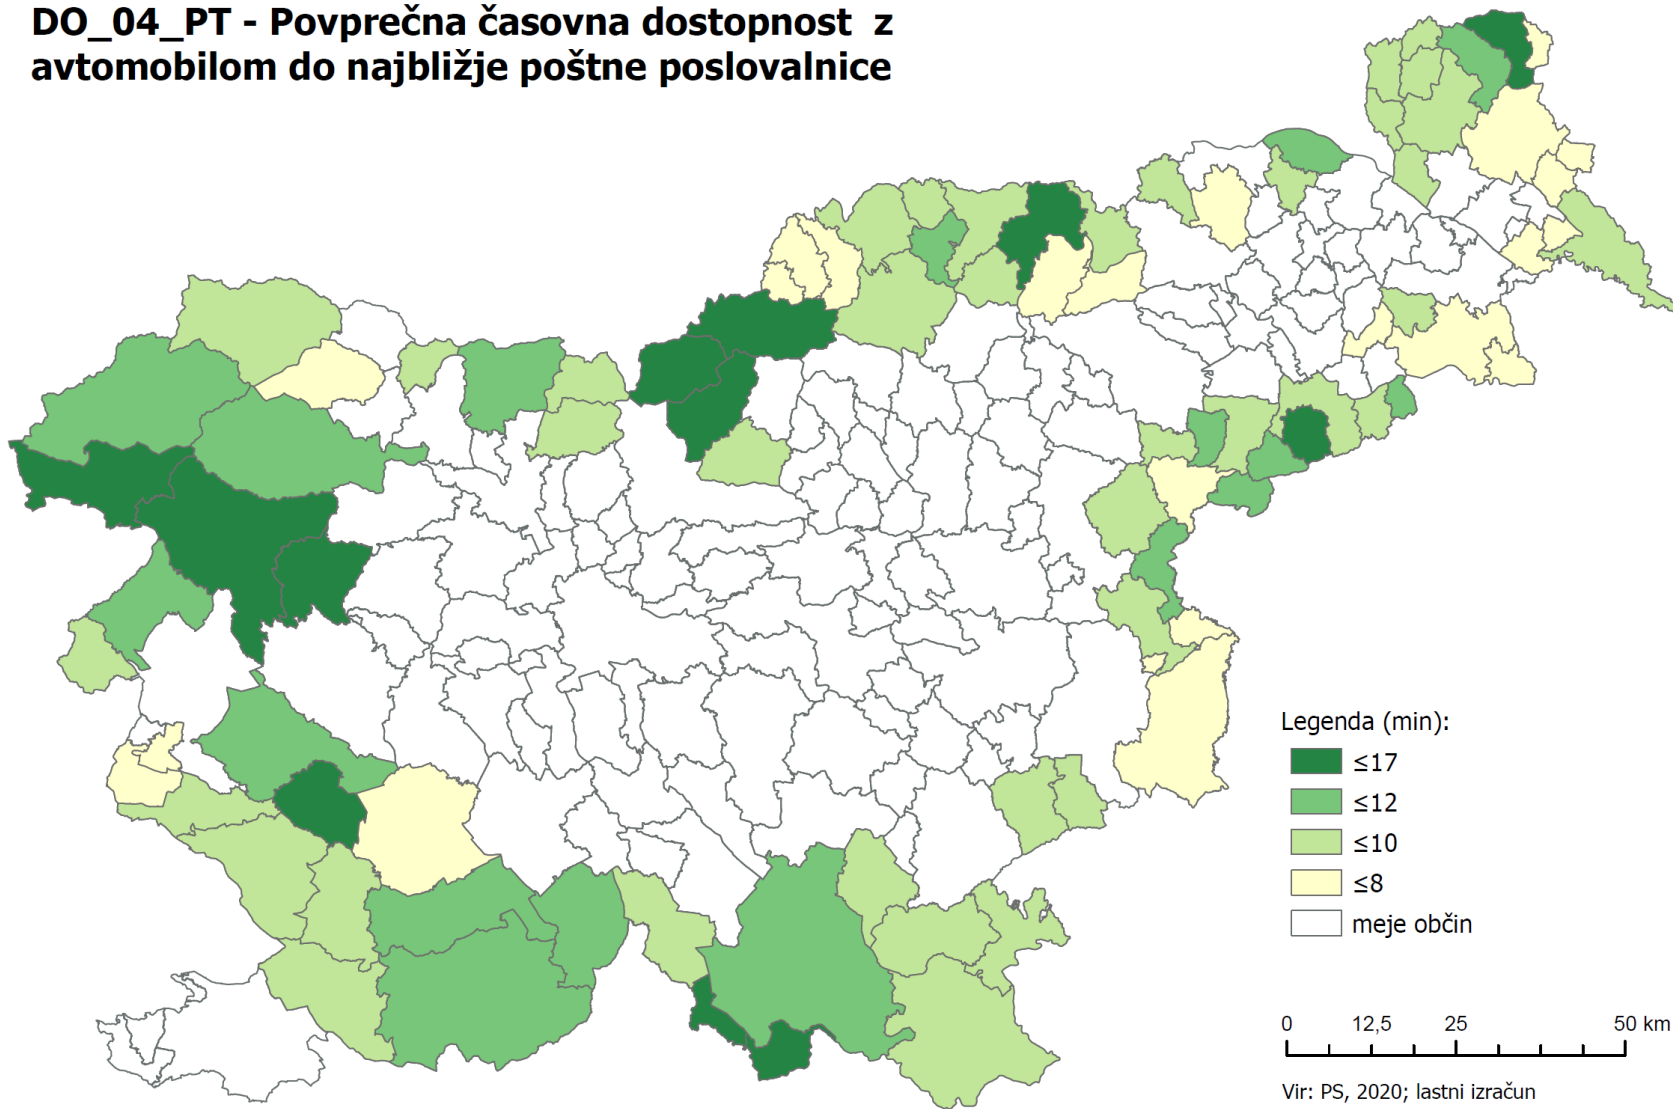 DO_04_PT - Povprečna časovna dostopnost z
avtomobilom do najbližje poštne poslovalnice
Legenda (min):
≤17
≤12
≤10
≤8
meje občin
0 12,5 25 50 km
Vir: PS, 2020; lastni izračun